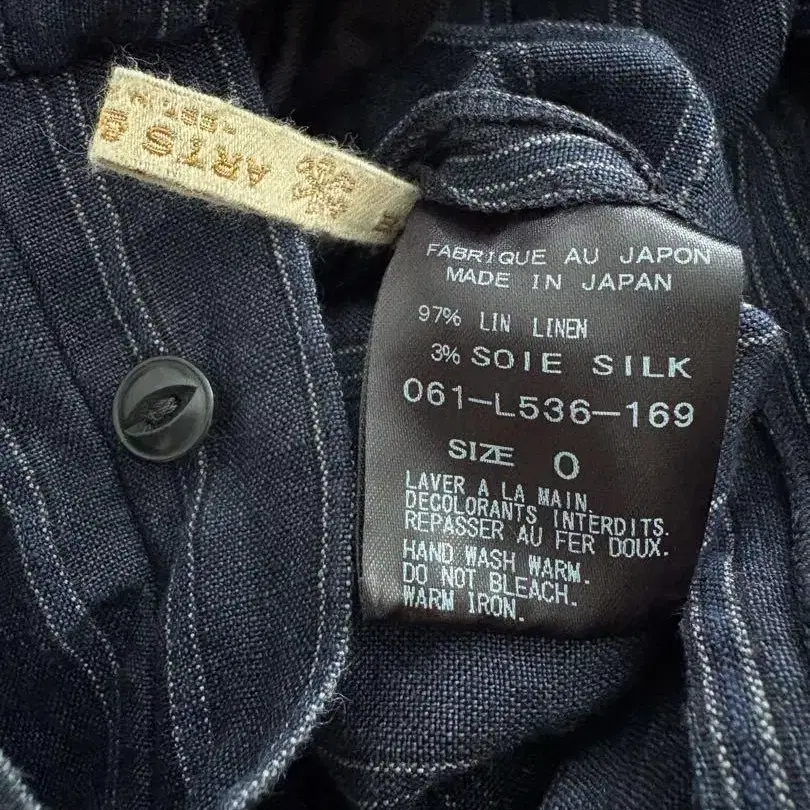 ARTS &
FABRIQUE AU JAPON
MADE IN JAPAN
97% LIN LINEN
3% SOIE SILK
061-L536-169
SIZE 0
LAVER A LA MAIN.
DECOLORANTS INTERDITS.
REPASSER AU FER DOUX.
HAND WASH WARM.
DO NOT BLEACH.
WARM IRON.